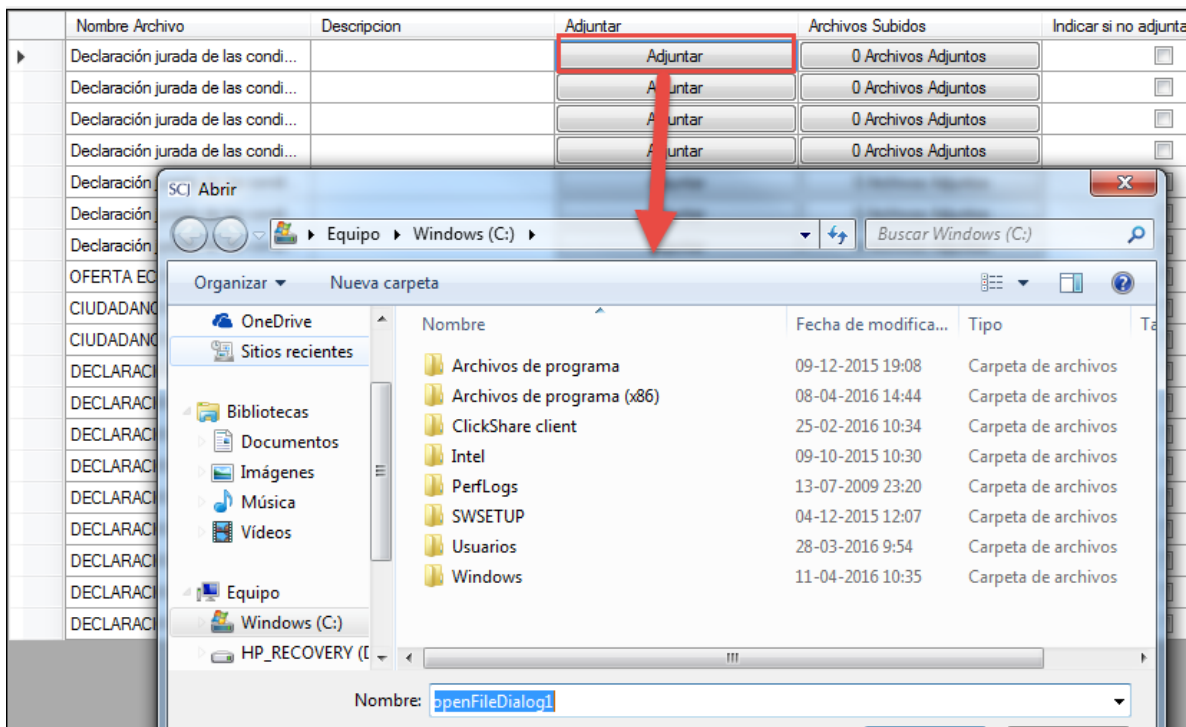 Nombre Archivo Descripcion Adjuntar Archivos Subidos Indicar si no adjunta
Declaración jurada de las condi... Adjuntar 0 Archivos Adjuntos
Declaración jurada de las condi... Adjuntar 0 Archivos Adjuntos
Declaración jurada de las condi... Adjuntar 0 Archivos Adjuntos
Declaración jurada de las condi... Adjuntar 0 Archivos Adjuntos
Declaración
Declaración
Declaración
OFERTA EC
CIUDADANO
CIUDADANO
DECLARACI
DECLARACI
DECLARACI
DECLARACI
DECLARACI
DECLARACI
DECLARACI
DECLARACI
DECLARACI
SCJ Abrir
Equipo Windows (C:) Buscar Windows (C:)
Organizar Nueva carpeta
OneDrive
Sitios recientes
Bibliotecas
Documentos
Imágenes
Música
Vídeos
Equipo
Windows (C:)
HP_RECOVERY (D
Nombre Fecha de modifica... Tipo Ta
Archivos de programa 09-12-2015 19:08 Carpeta de archivos
Archivos de programa (x86) 08-04-2016 14:44 Carpeta de archivos
ClickShare client 25-02-2016 10:34 Carpeta de archivos
Intel 09-10-2015 10:30 Carpeta de archivos
PerfLogs 13-07-2009 23:20 Carpeta de archivos
SWSETUP 04-12-2015 12:07 Carpeta de archivos
Usuarios 28-03-2016 9:54 Carpeta de archivos
Windows 11-04-2016 10:35 Carpeta de archivos
Nombre: openFileDialog1